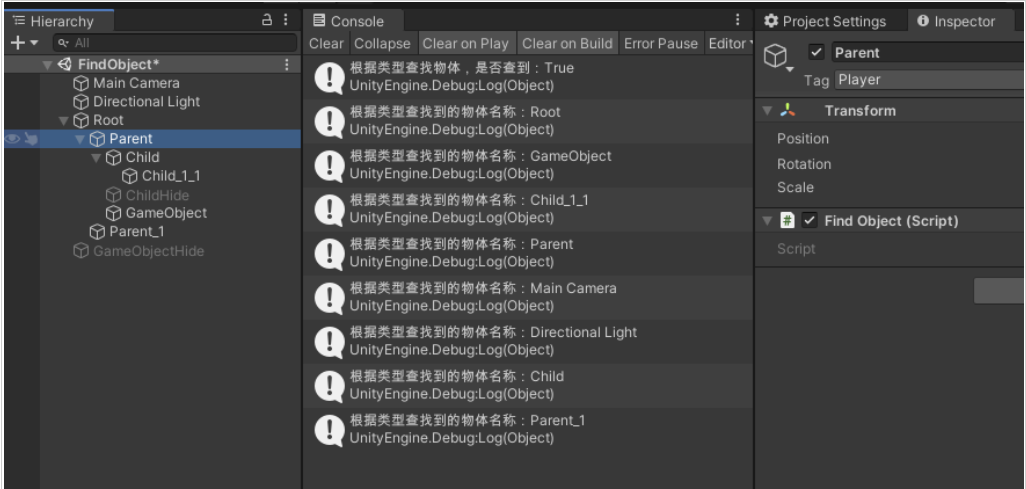 Hierarchy
All
FindObject*
Main Camera
Directional Light
Root
Parent
Child
Child_1_1
ChildHide
GameObject
Parent_1
GameObjectHide
Console
Clear Collapse Clear on Play Clear on Build Error Pause Editor
根据类型查找物体，是否查到：True
UnityEngine.Debug:Log(Object)
根据类型查找到的物体名称：Root
UnityEngine.Debug:Log(Object)
根据类型查找到的物体名称：GameObject
UnityEngine.Debug:Log(Object)
根据类型查找到的物体名称：Child_1_1
UnityEngine.Debug:Log(Object)
根据类型查找到的物体名称：Parent
UnityEngine.Debug:Log(Object)
根据类型查找到的物体名称：Main Camera
UnityEngine.Debug:Log(Object)
根据类型查找到的物体名称：Directional Light
UnityEngine.Debug:Log(Object)
根据类型查找到的物体名称：Child
UnityEngine.Debug:Log(Object)
根据类型查找到的物体名称：Parent_1
UnityEngine.Debug:Log(Object)
Project Settings
Inspector
Parent
Tag Player
Transform
Position
Rotation
Scale
# Find Object (Script)
Script